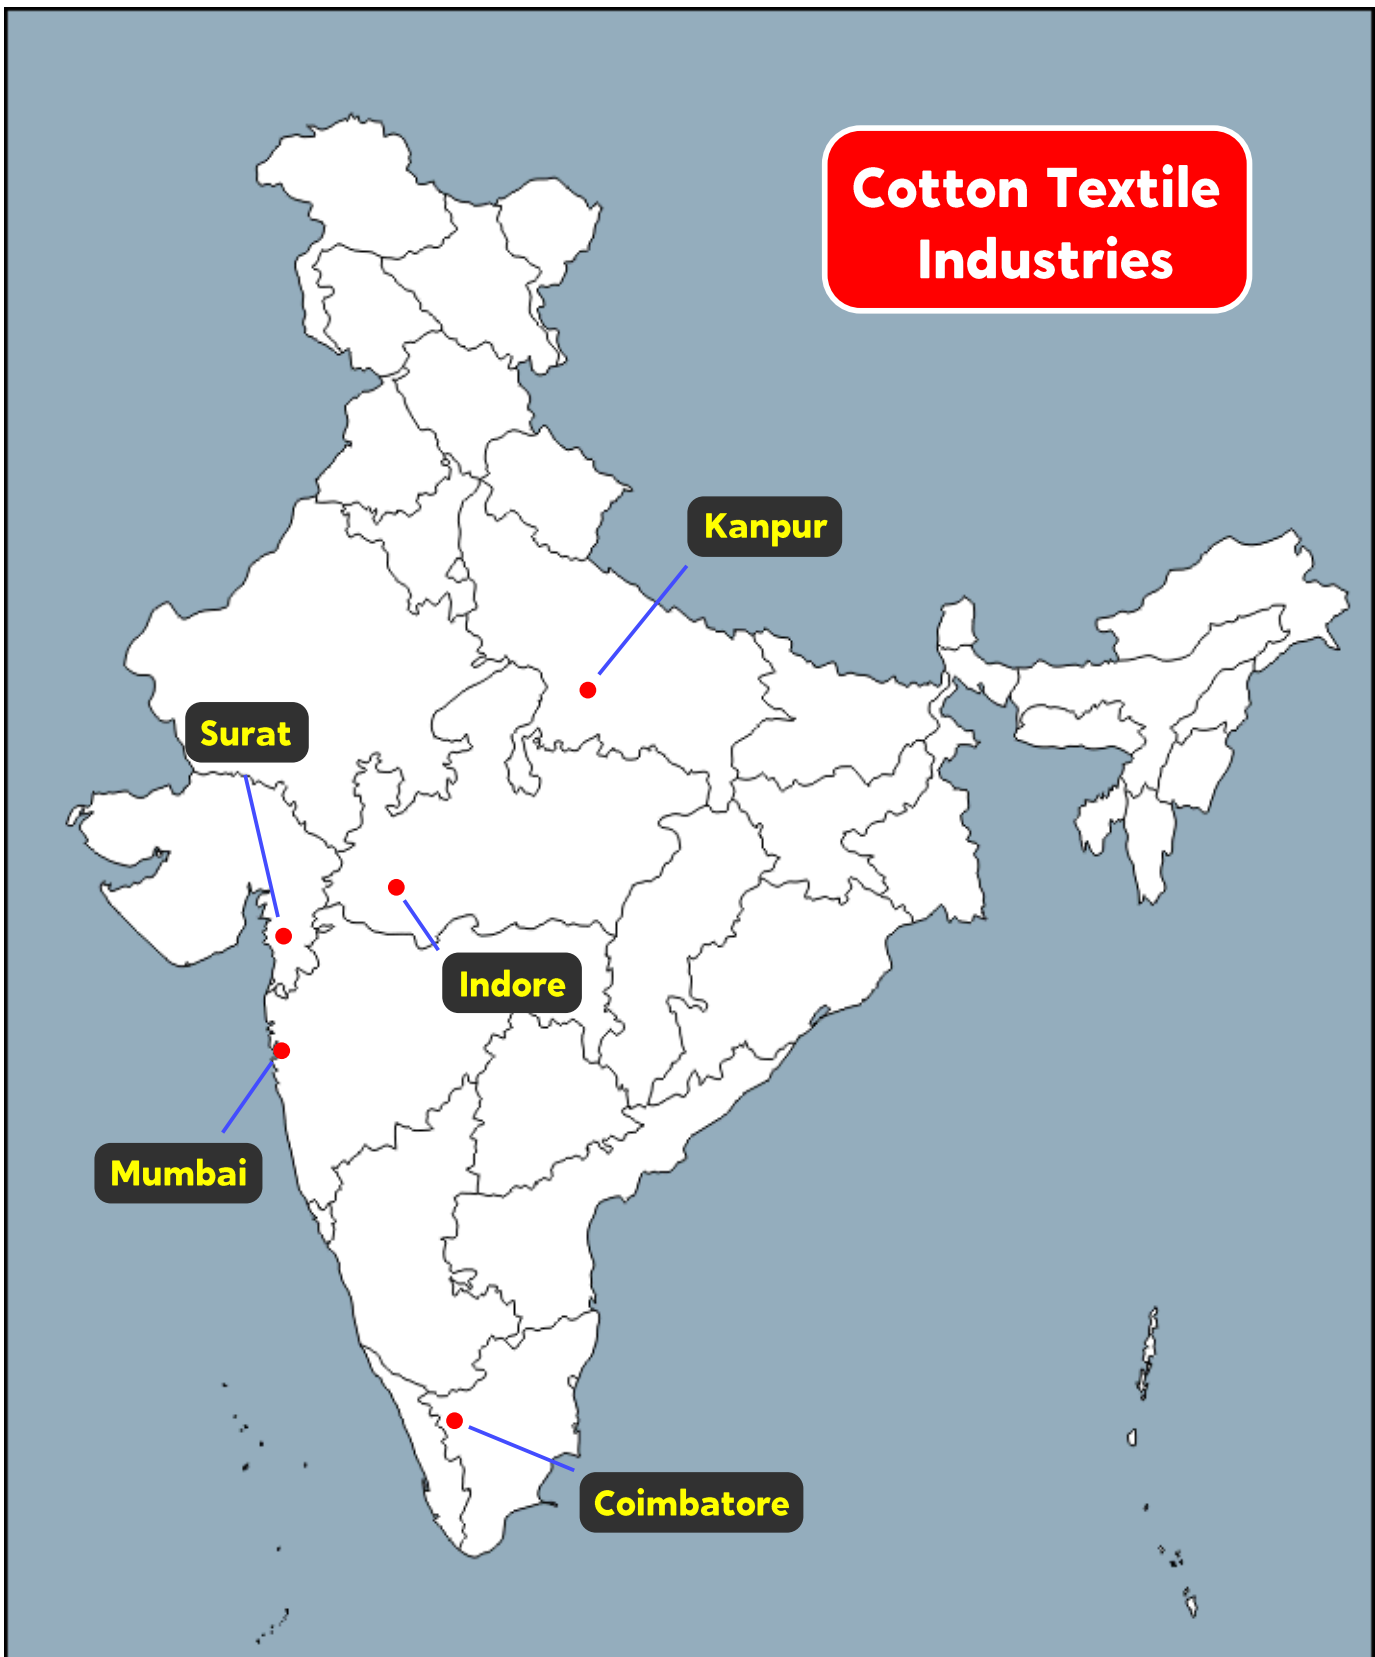 Cotton Textile
Industries
Kanpur
Surat
Indore
Mumbai
Coimbatore